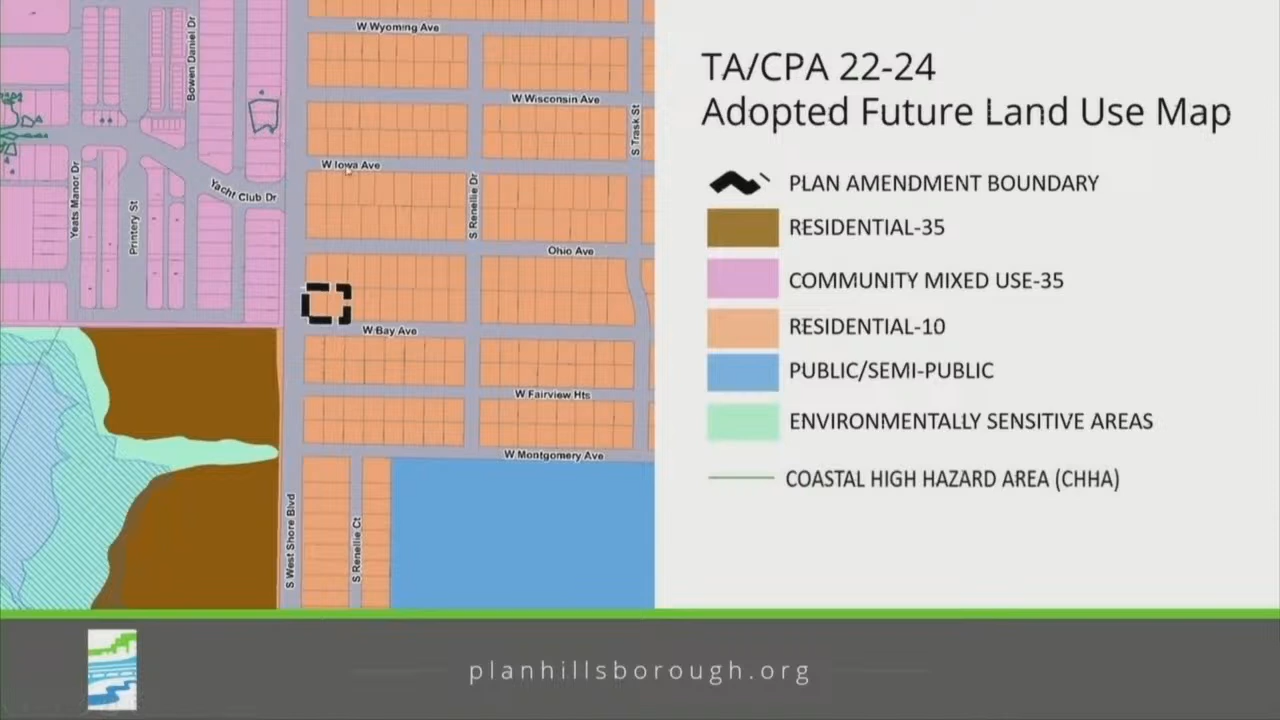 W Wyoming Ave
Bowen Daniel Dr
W Wisconsin Ave
S Trask St
W Iowa Ave
Yeats Manor Dr
Printery St
Yacht Club Dr
S Renellie Dr
Ohio Ave
W Bay Ave
W Fairview Hts
W Montgomery Ave
S West Shore Blvd
S Renellie Ct
TA/CPA 22-24
Adopted Future Land Use Map
PLAN AMENDMENT BOUNDARY
RESIDENTIAL-35
COMMUNITY MIXED USE-35
RESIDENTIAL-10
PUBLIC/SEMI-PUBLIC
ENVIRONMENTALLY SENSITIVE AREAS
COASTAL HIGH HAZARD AREA (CHHA)
planhillsborough.org